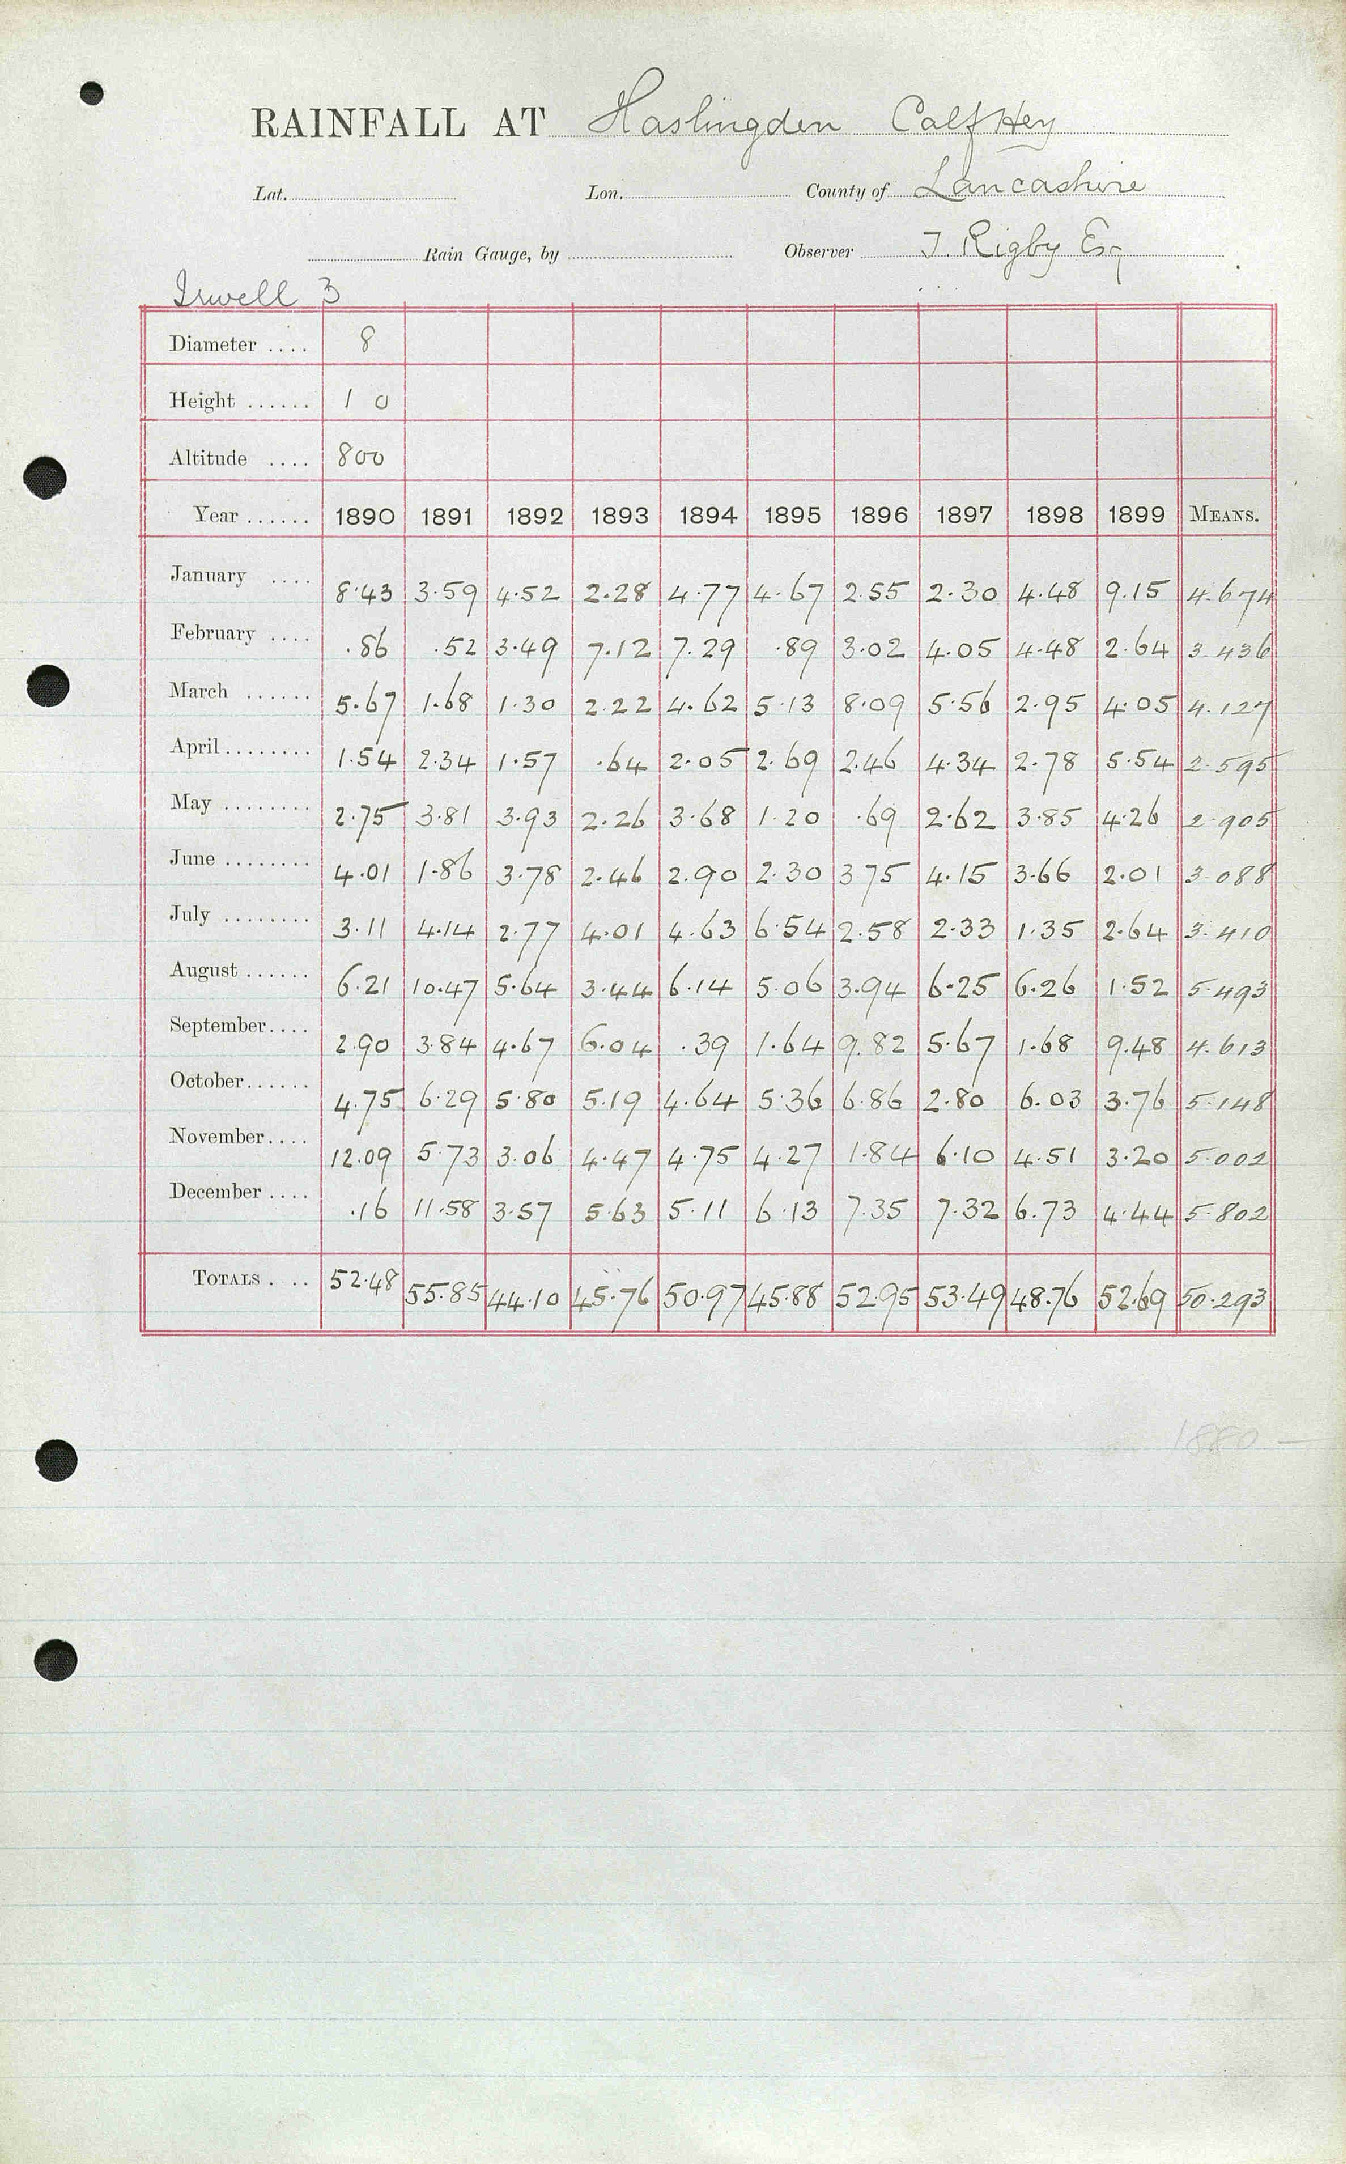 RAINFALL AT Haslingden Calf Hey
Lat. Lon. County of Lancashire
Rain Gauge, by Observer J. Rigby Esq
Irwell 3
Diameter .... 8
Height ...... 1 0
Altitude .... 800
Year ...... 1890 1891 1892 1893 1894 1895 1896 1897 1898 1899 MEANS.
January .... 8.43 3.59 4.52 2.28 4.77 4.67 2.55 2.30 4.48 9.15 4.674
February .... .86 .52 3.49 7.12 7.29 .89 3.02 4.05 4.48 2.64 3.436
March ...... 5.67 1.68 1.30 2.22 4.62 5.13 8.09 5.56 2.95 4.05 4.127
April ........ 1.54 2.34 1.57 .64 2.05 2.69 2.46 4.34 2.78 5.54 2.595
May ........ 2.75 3.81 3.93 2.26 3.68 1.20 .69 2.62 3.85 4.26 2.905
June ........ 4.01 1.86 3.78 2.46 2.90 2.30 3 75 4.15 3.66 2.01 3.088
July ........ 3.11 4.14 2.77 4.01 4.63 6.54 2.58 2.33 1.35 2.64 3.410
August ...... 6.21 10.47 5.64 3.44 6.14 5.06 3.94 6.25 6.26 1.52 5.493
September .... 2.90 3.84 4.67 6.04 .39 1.64 9.82 5.67 1.68 9.48 4.613
October ...... 4.75 6.29 5.80 5.19 4.64 5.36 6.86 2.80 6.03 3.76 5.148
November .... 12.09 5.73 3.06 4.47 4.75 4.27 1.84 6.10 4.51 3.20 5.002
December .... .16 11.58 3.57 5.63 5.11 6.13 7.35 7.32 6.73 4.44 5.802
TOTALS . .. 52.48 55.85 44.10 45.76 50.97 45.88 52.95 53.49 48.76 52.69 50.293
1880 —